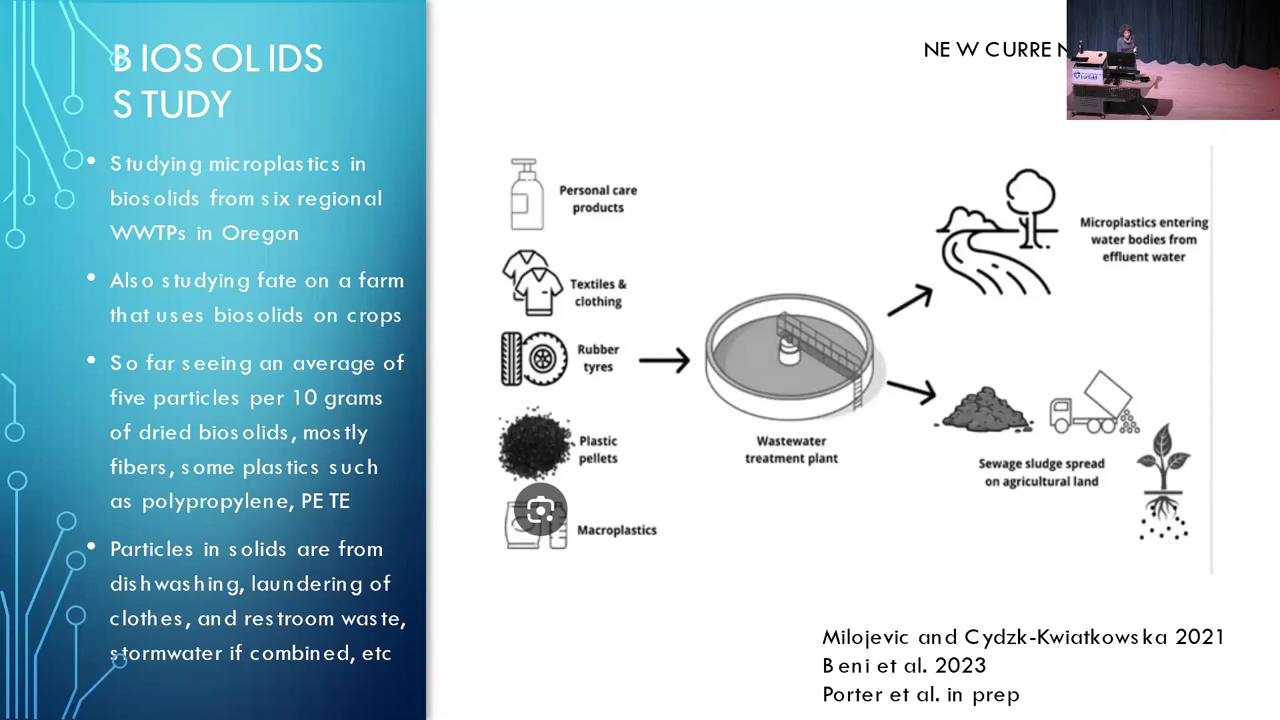 BIOSOLIDS
STUDY
• Studying microplastics in
biosolids from six regional
WWTPs in Oregon
• Also studying fate on a farm
that uses biosolids on crops
• So far seeing an average of
five particles per 10 grams
of dried biosolids, mostly
fibers, some plastics such
as polypropylene, PETE
• Particles in solids are from
dishwashing, laundering of
clothes, and restroom waste,
stormwater if combined, etc
NEW CURREN
Personal care
products
Textiles &
clothing
Rubber
tyres
Plastic
pellets
Macroplastics
Wastewater
treatment plant
Microplastics entering
water bodies from
effluent water
Sewage sludge spread
on agricultural land
Milojevic and Cydzk-Kwiatkowska 2021
Beni et al. 2023
Porter et al. in prep